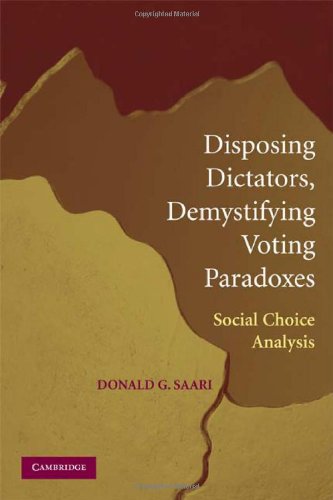 Disposing
Dictators,
Demystifying
Voting
Paradoxes
Social Choice
Analysis
DONALD G. SAARI
CAMBRIDGE